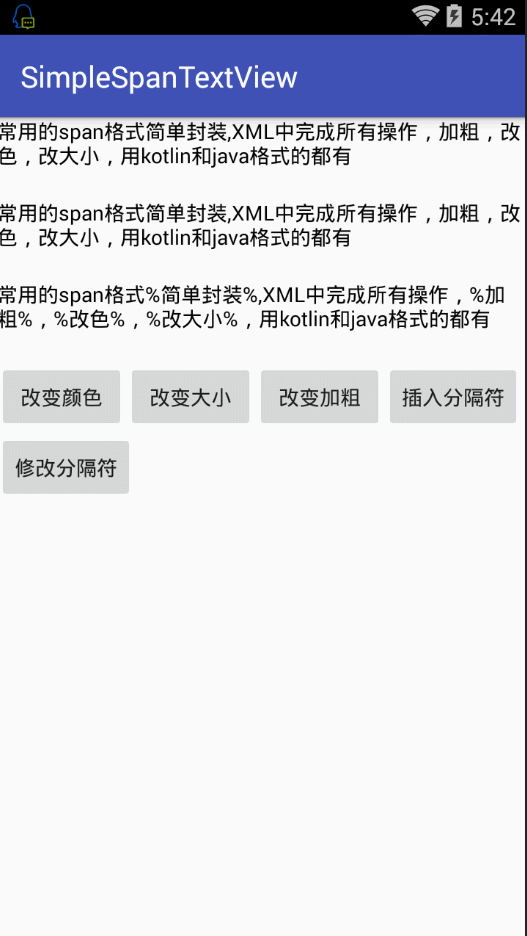 5:42
SimpleSpanTextView
常用的span格式简单封装,XML中完成所有操作，加粗，改
色，改大小，用kotlin和java格式的都有
常用的span格式简单封装,XML中完成所有操作，加粗，改
色，改大小，用kotlin和java格式的都有
常用的span格式%简单封装%,XML中完成所有操作，%加
粗%，%改色%，%改大小%，用kotlin和java格式的都有
改变颜色 改变大小 改变加粗 插入分隔符
修改分隔符